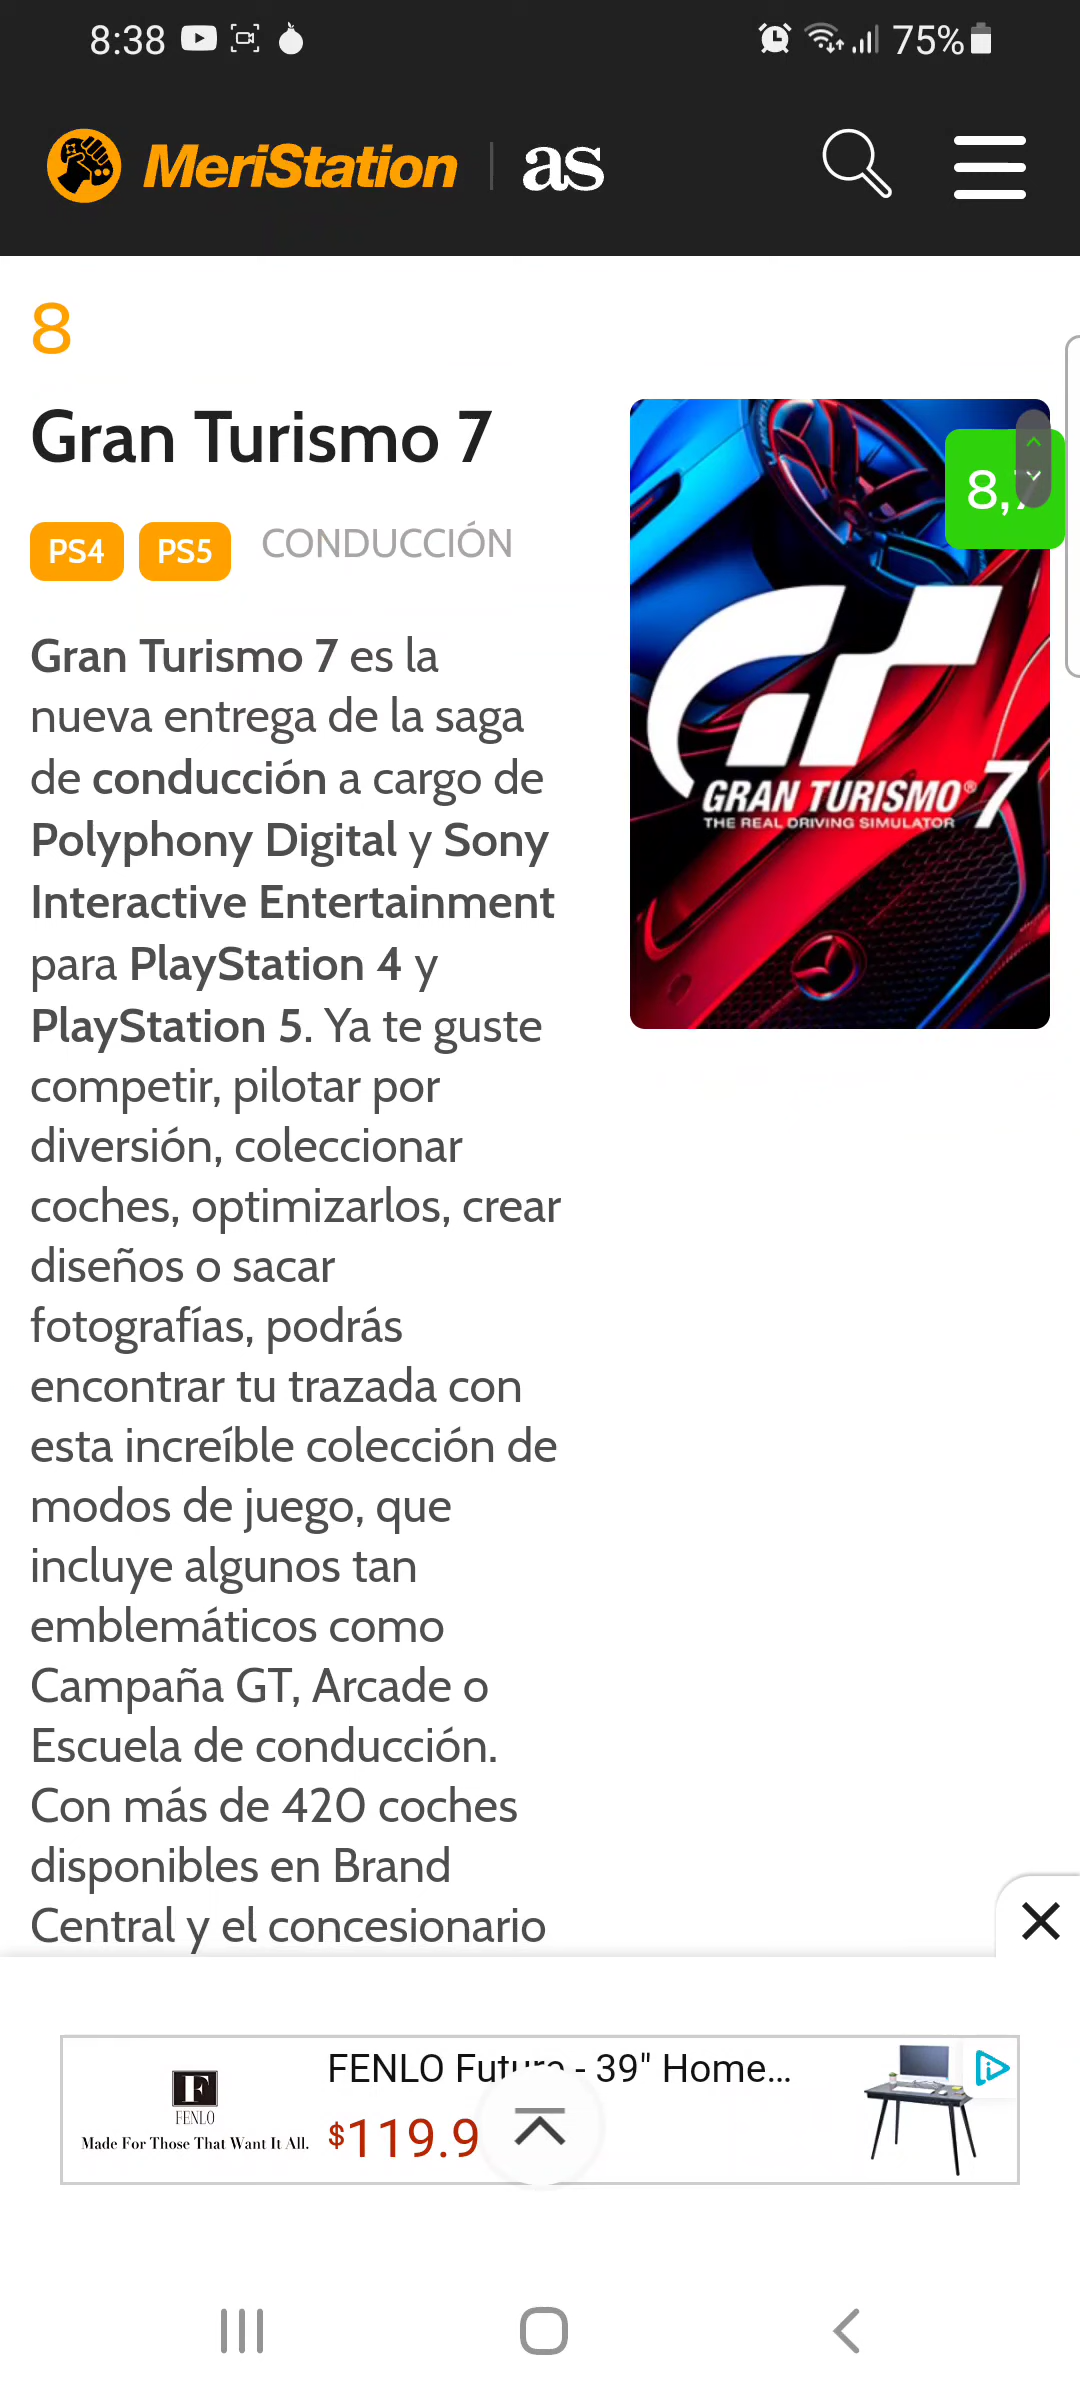 8:38
75%
MeriStation | as
8
Gran Turismo 7
PS4 PS5 CONDUCCIÓN
Gran Turismo 7 es la
nueva entrega de la saga
de conducción a cargo de
Polyphony Digital y Sony
Interactive Entertainment
para PlayStation 4 y
PlayStation 5. Ya te guste
competir, pilotar por
diversión, coleccionar
coches, optimizarlos, crear
diseños o sacar
fotografías, podrás
encontrar tu trazada con
esta increíble colección de
modos de juego, que
incluye algunos tan
emblemáticos como
Campaña GT, Arcade o
Escuela de conducción.
Con más de 420 coches
disponibles en Brand
Central y el concesionario
GRAN TURISMO® 7
THE REAL DRIVING SIMULATOR
F
FENLO
Made For Those That Want It All.
FENLO - 39" Home...
$119.9